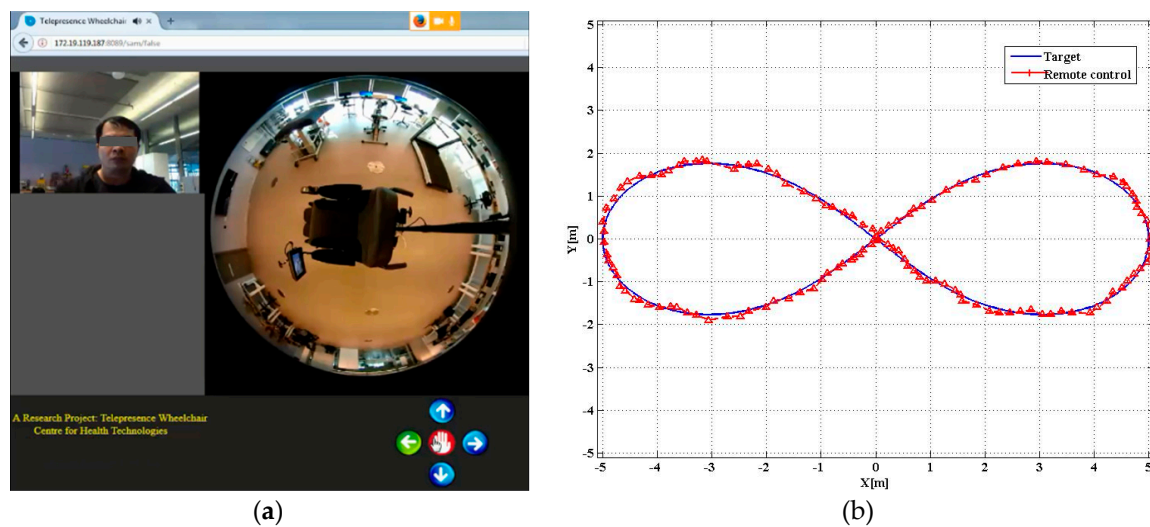 Telepresence Wheelchair
172.19.119.187:8089/sam/false
A Research Project: Telepresence Wheelchair
Centre for Health Technologies
(a)
Target
Remote control
5
4
3
2
1
0
-1
-2
-3
-4
-5
Y[m]
-5 -4 -3 -2 -1 0 1 2 3 4 5
X[m]
(b)